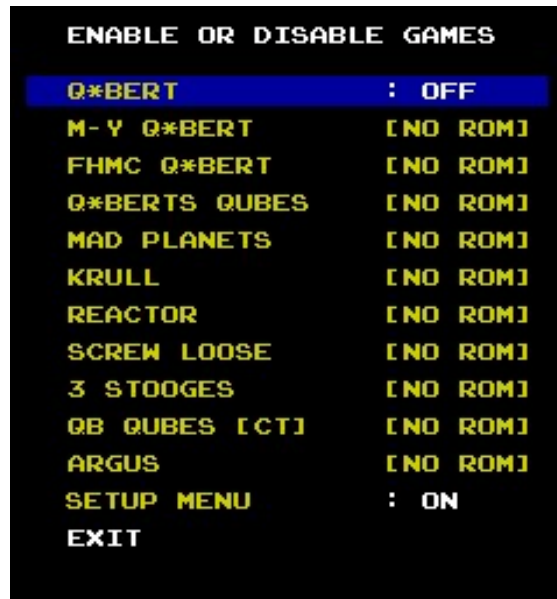 ENABLE OR DISABLE GAMES
Q*BERT : OFF
M-Y Q*BERT [NO ROM]
FHMC Q*BERT [NO ROM]
Q*BERTS QUBES [NO ROM]
MAD PLANETS [NO ROM]
KRULL [NO ROM]
REACTOR [NO ROM]
SCREW LOOSE [NO ROM]
3 STOOGES [NO ROM]
QB QUBES [CT] [NO ROM]
ARGUS [NO ROM]
SETUP MENU : ON
EXIT